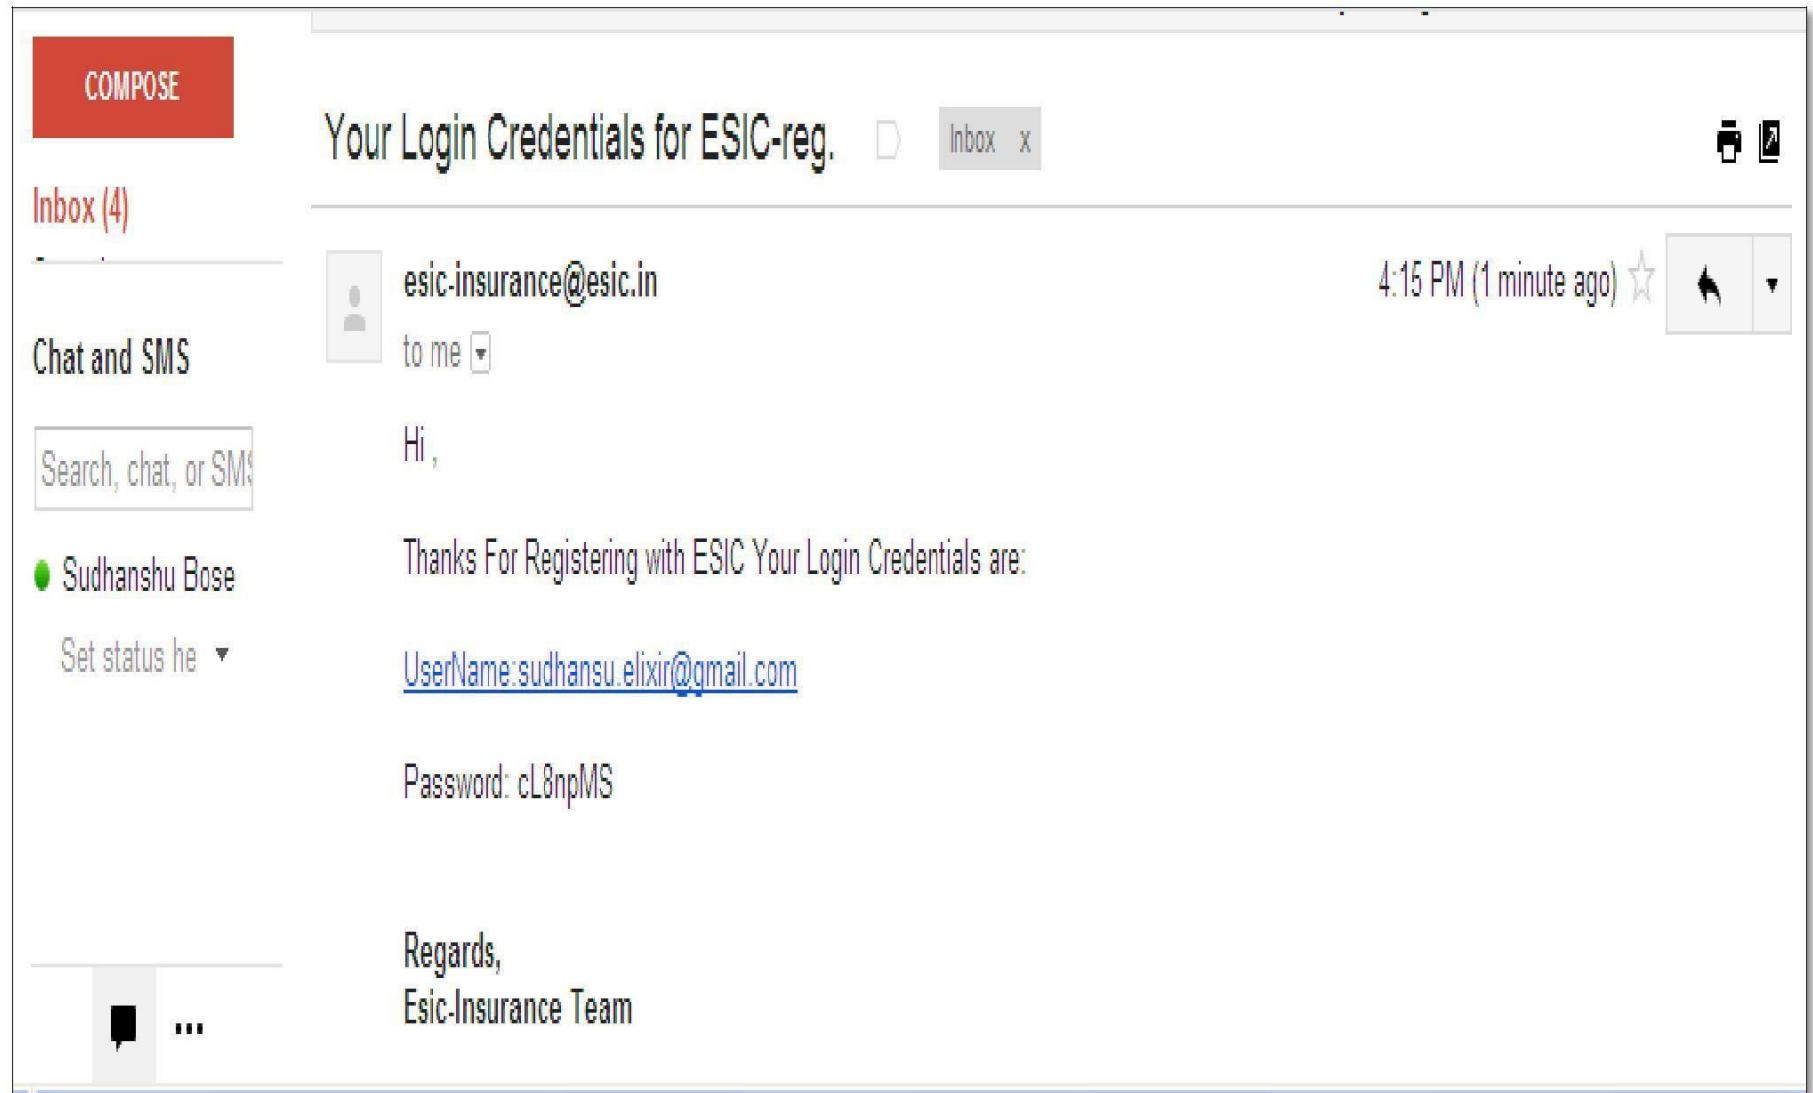 COMPOSE
Inbox (4)
Chat and SMS
Search, chat, or SMS
Sudhanshu Bose
Set status he
Your Login Credentials for ESIC-reg.
Inbox x
esic-insurance@esic.in
4:15 PM (1 minute ago)
to me
Hi ,
Thanks For Registering with ESIC Your Login Credentials are:
UserName:sudhansu.elixir@gmail.com
Password: cL8npMS
Regards,
Esic-Insurance Team